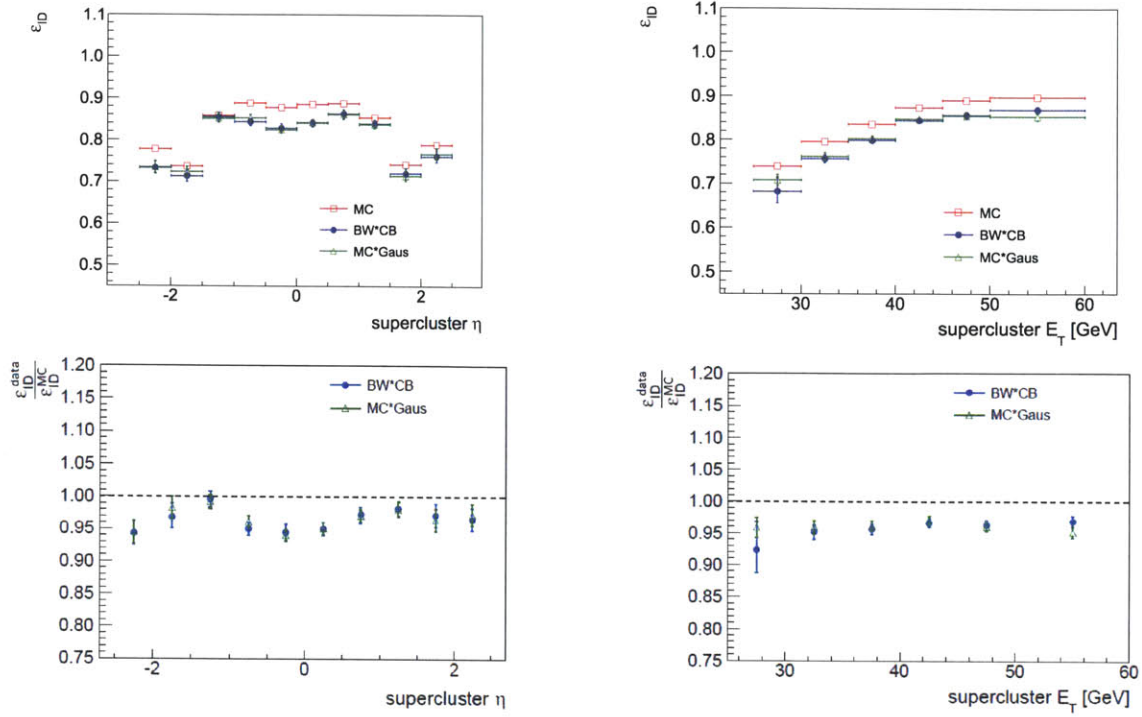 ε_ID
1.1
1.0
0.9
0.8
0.7
0.6
0.5
MC
BW*CB
MC*Gaus
-2 0 2
supercluster η
ε_ID
1.1
1.0
0.9
0.8
0.7
0.6
0.5
MC
BW*CB
MC*Gaus
30 40 50 60
supercluster E_T [GeV]
ε_ID^data
ε_ID^MC
1.20
1.15
1.10
1.05
1.00
0.95
0.90
0.85
0.80
0.75
BW*CB
MC*Gaus
-2 0 2
supercluster η
ε_ID^data
ε_ID^MC
1.20
1.15
1.10
1.05
1.00
0.95
0.90
0.85
0.80
0.75
BW*CB
MC*Gaus
30 40 50 60
supercluster E_T [GeV]